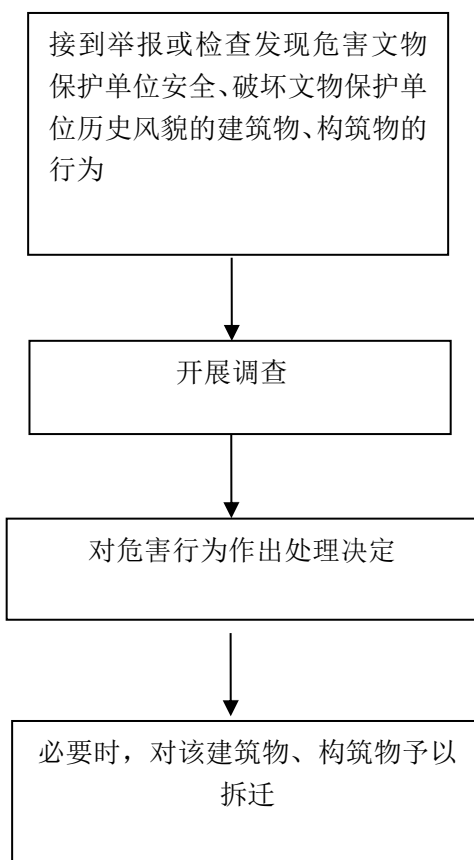 接到举报或检查发现危害文物
保护单位安全、破坏文物保护单
位历史风貌的建筑物、构筑物的
行为
开展调查
对危害行为作出处理决定
必要时，对该建筑物、构筑物予以
拆迁